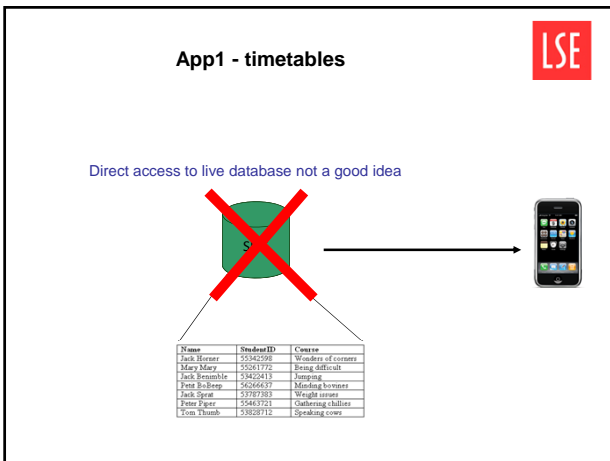 App1 - timetables
LSE
Direct access to live database not a good idea
Name StudentID Course
Jack Horner 55342598 Wonders of corners
Mary Mary 55261772 Being difficult
Jack Benimble 53422413 Jumping
Petit BoBeep 56266637 Minding bovines
Jack Sprat 53787383 Weight issues
Peter Piper 55463721 Gathering chillies
Tom Thumb 53828712 Speaking cows